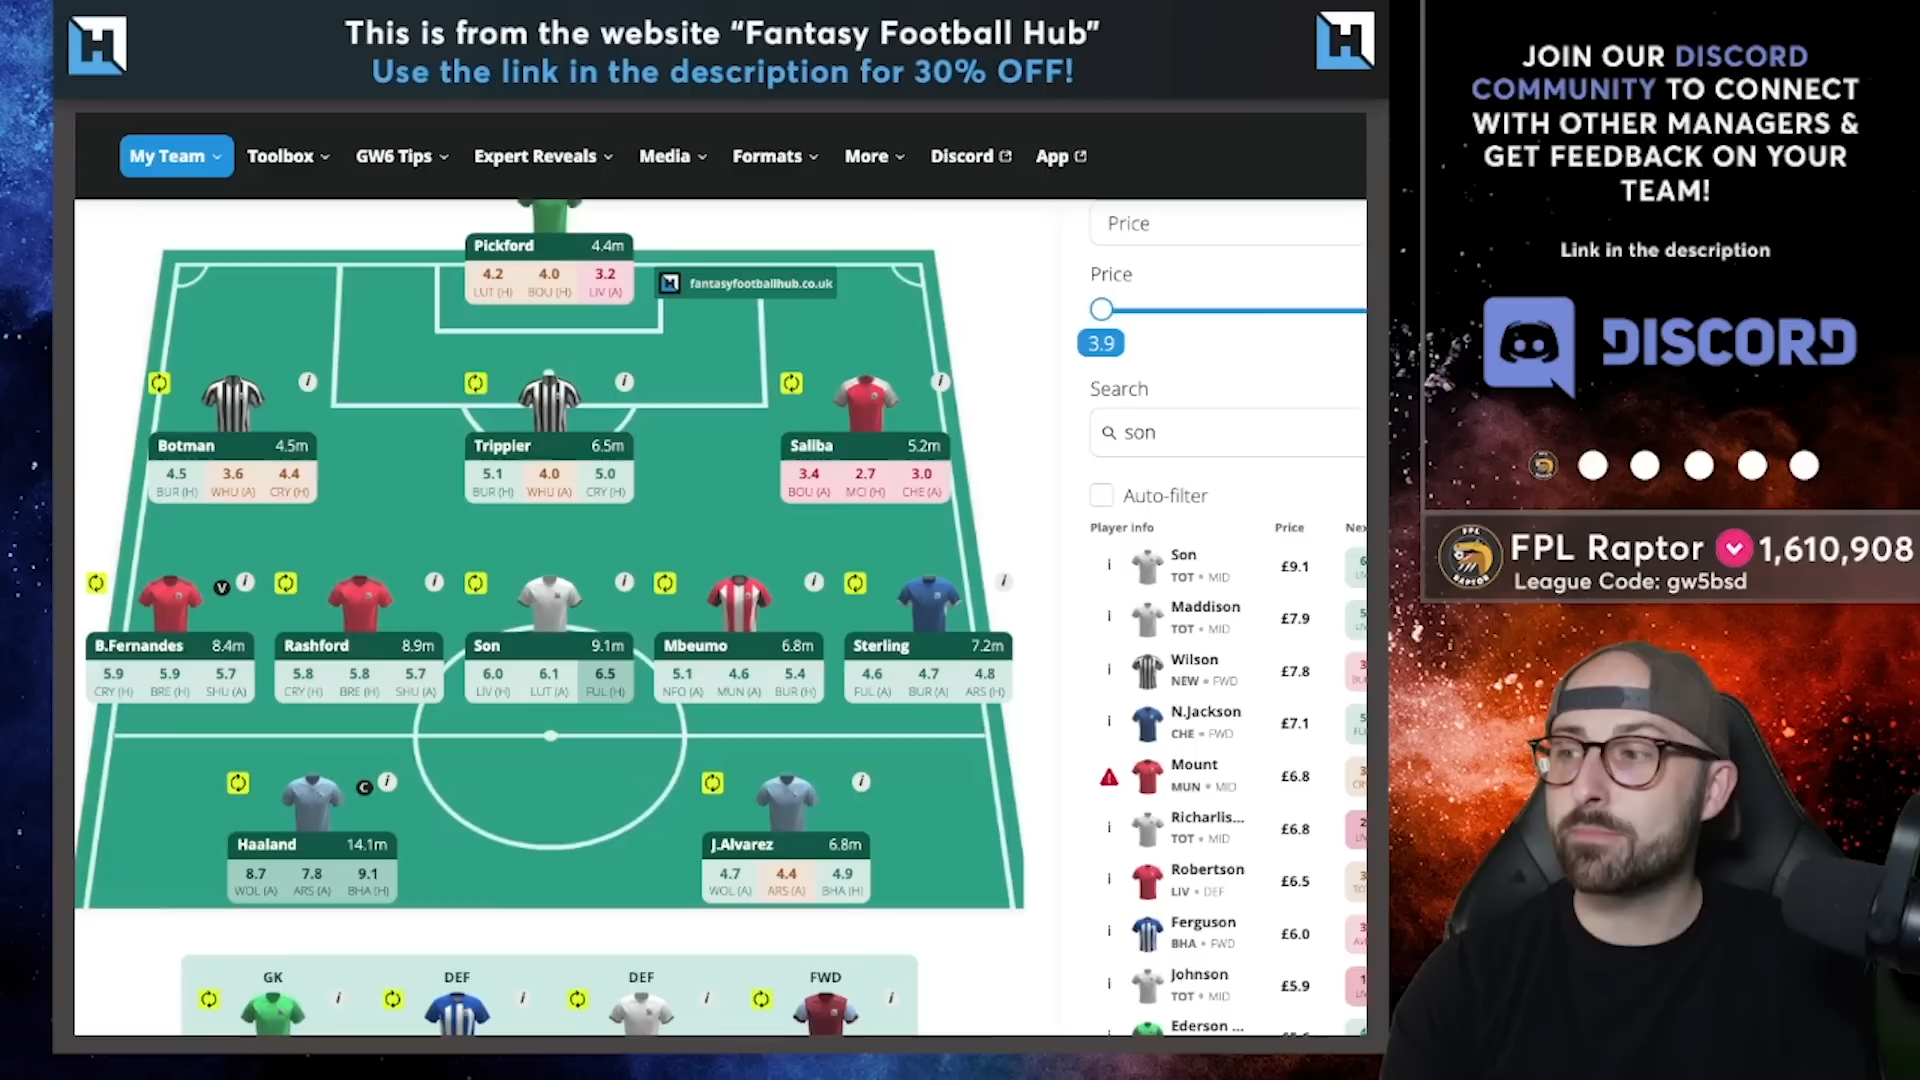 This is from the website “Fantasy Football Hub”
Use the link in the description for 30% OFF!
My Team
Toolbox
GW6 Tips
Expert Reveals
Media
Formats
More
Discord
App
Pickford 4.4m
4.2 4.0 3.2
LUT (H) BOU (H) LIV (A)
fantasyfootballhub.co.uk
Botman 4.5m
4.5 3.6 4.4
BUR (H) WHU (A) CRY (H)
Trippier 6.5m
5.1 4.0 5.0
BUR (H) WHU (A) CRY (H)
Saliba 5.2m
3.4 2.7 3.0
BOU (A) MCI (H) CHE (A)
V
B.Fernandes 8.4m
5.9 5.9 5.7
CRY (H) BRE (H) SHU (A)
Rashford 8.9m
5.8 5.8 5.7
CRY (H) BRE (H) SHU (A)
Son 9.1m
6.0 6.1 6.5
LIV (H) LUT (A) FUL (H)
Mbeumo 6.8m
5.1 4.6 5.4
NFO (A) MUN (A) BUR (H)
Sterling 7.2m
4.6 4.7 4.8
FUL (A) BUR (A) ARS (H)
C
Haaland 14.1m
8.7 7.8 9.1
WOL (A) ARS (A) BHA (H)
J.Alvarez 6.8m
4.7 4.4 4.9
WOL (A) ARS (A) BHA (H)
GK
DEF
DEF
FWD
Price
Price
3.9
Search
son
Auto-filter
Player info Price
Son £9.1
TOT • MID
Maddison £7.9
TOT • MID
Wilson £7.8
NEW • FWD
N.Jackson £7.1
CHE • FWD
Mount £6.8
MUN • MID
Richarlis... £6.8
TOT • MID
Robertson £6.5
LIV • DEF
Ferguson £6.0
BHA • FWD
Johnson £5.9
TOT • MID
Ederson ...
JOIN OUR DISCORD
COMMUNITY TO CONNECT
WITH OTHER MANAGERS &
GET FEEDBACK ON YOUR
TEAM!
Link in the description
DISCORD
FPL
RAPTOR
FPL Raptor 1,610,908
League Code: gw5bsd